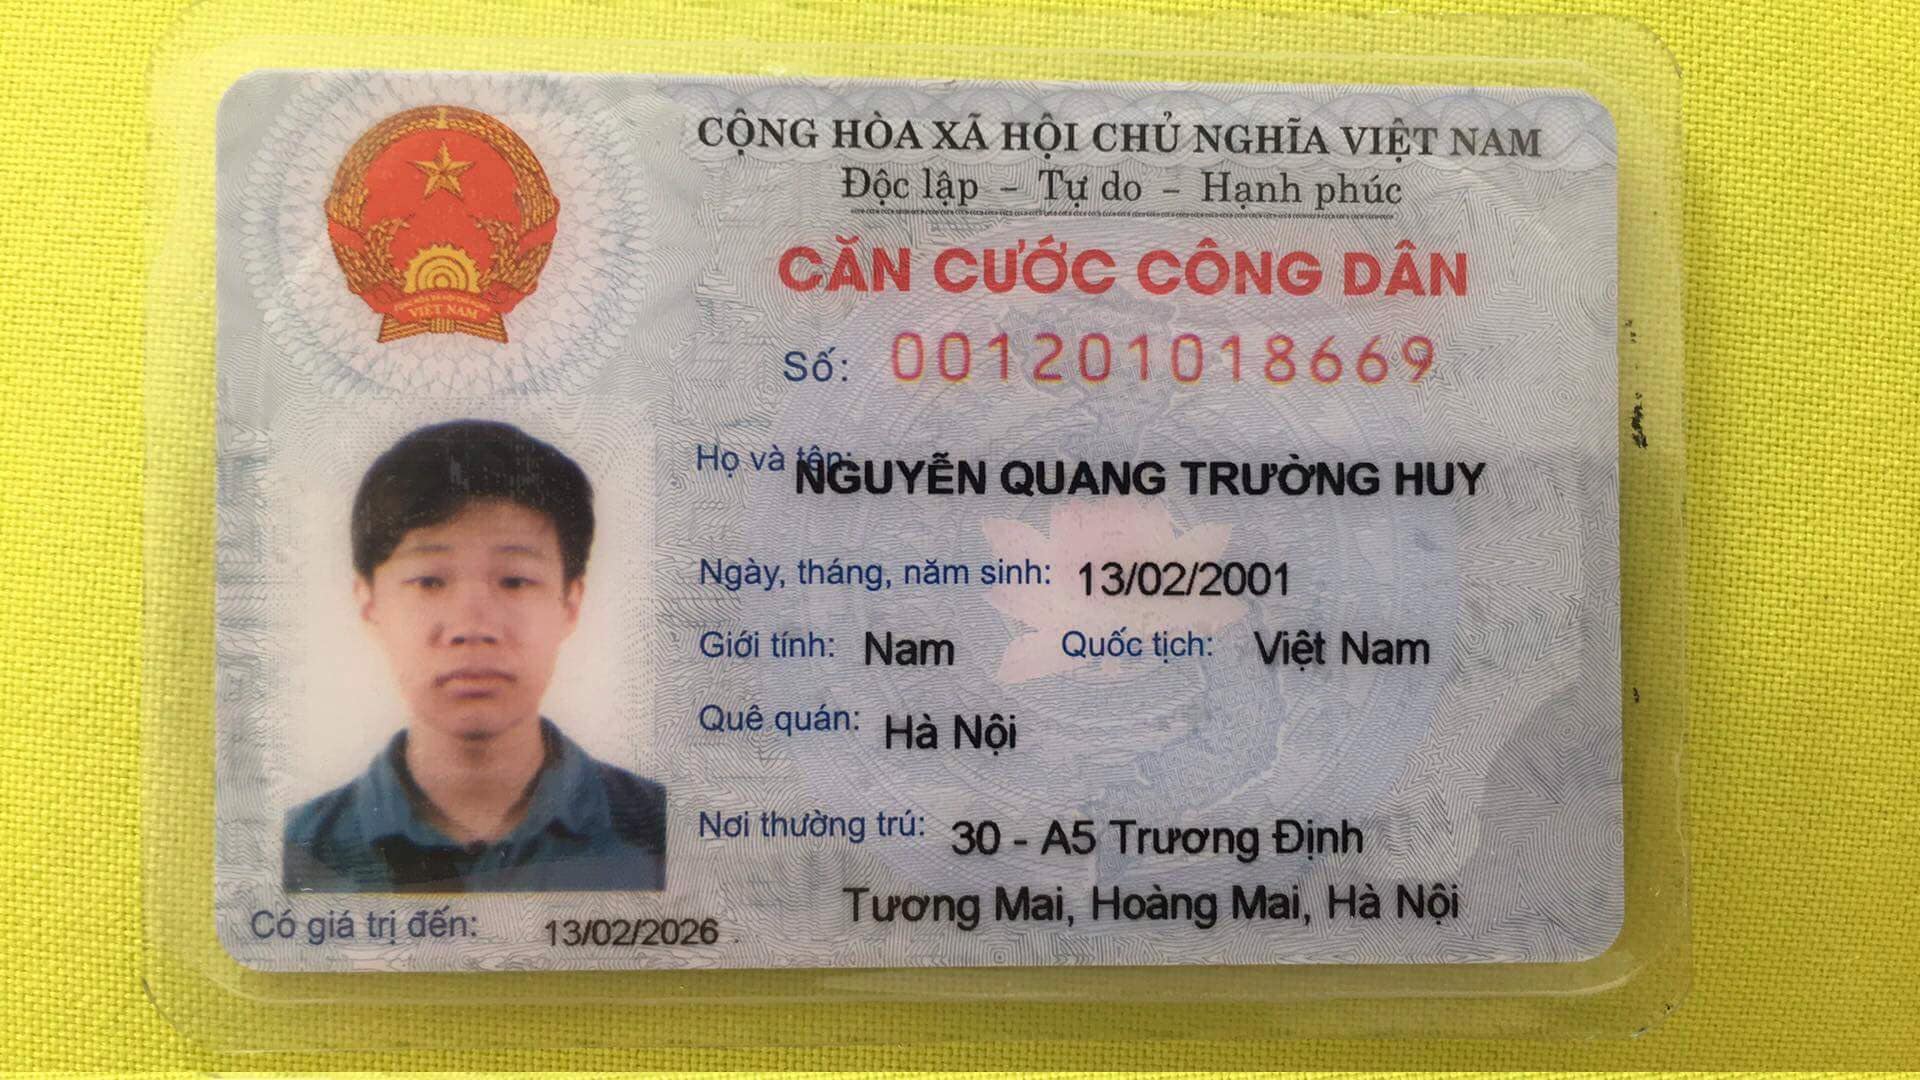 CỘNG HÒA XÃ HỘI CHỦ NGHĨA VIỆT NAM
Độc lập - Tự do - Hạnh phúc
CĂN CƯỚC CÔNG DÂN
Số: 001201018669
Họ và tên: NGUYỄN QUANG TRƯỜNG HUY
Ngày, tháng, năm sinh: 13/02/2001
Giới tính: Nam Quốc tịch: Việt Nam
Quê quán: Hà Nội
Nơi thường trú: 30 - A5 Trương Định
Tương Mai, Hoàng Mai, Hà Nội
Có giá trị đến: 13/02/2026
VIỆT NAM